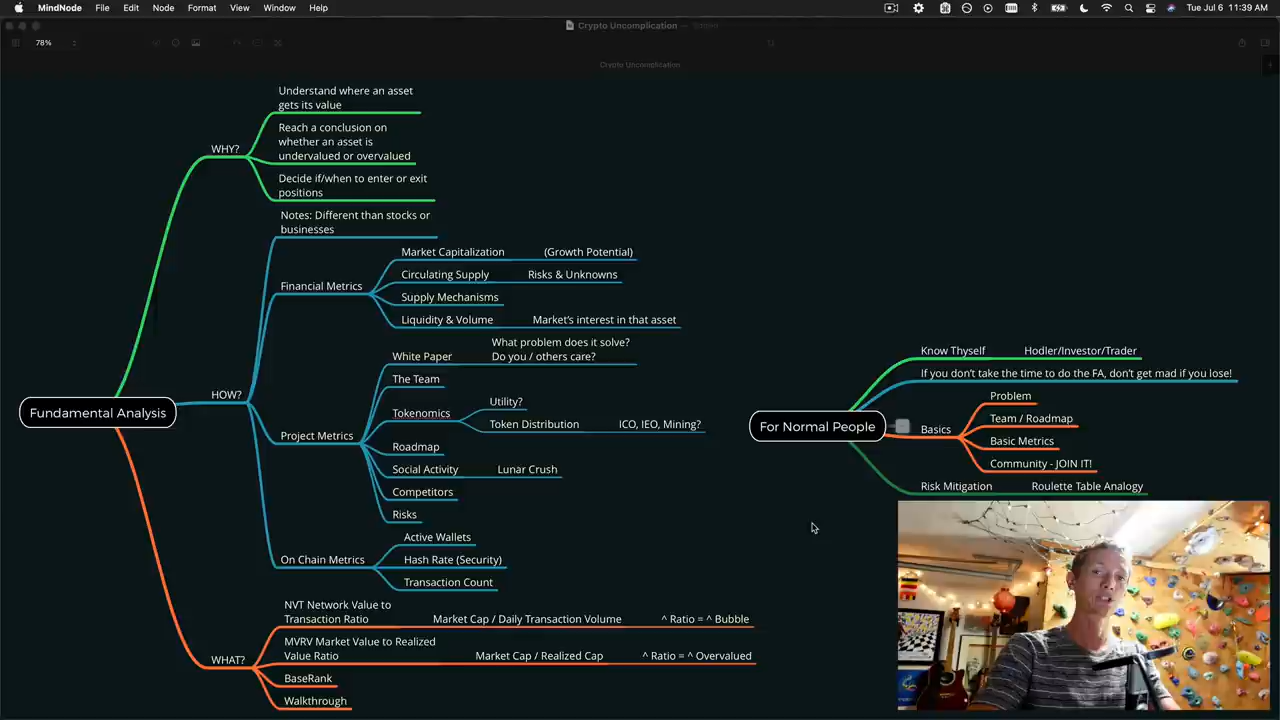 MindNode File Edit Node Format View Window Help Tue Jul 6 11:39 AM
Crypto Uncomplication
78%
Crypto Uncomplication
Fundamental Analysis
WHY?
Understand where an asset
gets its value
Reach a conclusion on
whether an asset is
undervalued or overvalued
Decide if/when to enter or exit
positions
HOW?
Notes: Different than stocks or
businesses
Financial Metrics
Market Capitalization (Growth Potential)
Circulating Supply Risks & Unknowns
Supply Mechanisms
Liquidity & Volume Market's interest in that asset
Project Metrics
White Paper
What problem does it solve?
Do you / others care?
The Team
Tokenomics
Utility?
Token Distribution ICO, IEO, Mining?
Roadmap
Social Activity Lunar Crush
Competitors
Risks
On Chain Metrics
Active Wallets
Hash Rate (Security)
Transaction Count
WHAT?
NVT Network Value to
Transaction Ratio Market Cap / Daily Transaction Volume ^ Ratio = ^ Bubble
MVRV Market Value to Realized
Value Ratio Market Cap / Realized Cap ^ Ratio = ^ Overvalued
BaseRank
Walkthrough
For Normal People
Know Thyself Hodler/Investor/Trader
If you don't take the time to do the FA, don't get mad if you lose!
Basics
Problem
Team / Roadmap
Basic Metrics
Community - JOIN IT!
Risk Mitigation Roulette Table Analogy